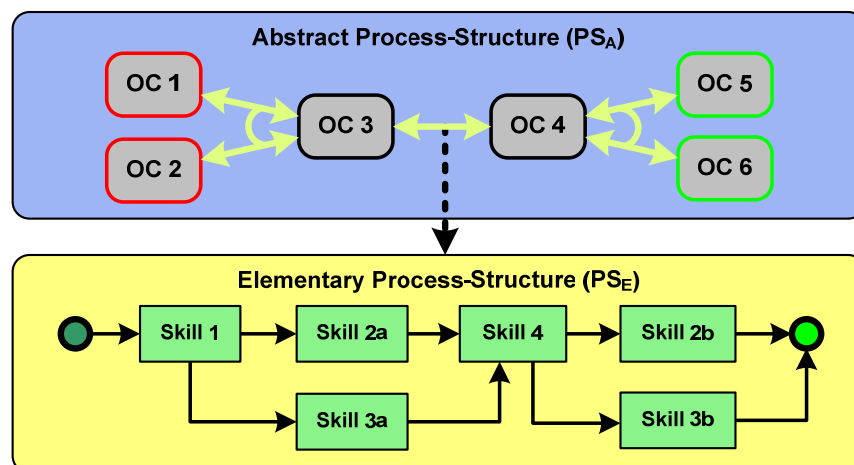 Abstract Process-Structure (PSA)
OC 1
OC 5
OC 3
OC 4
OC 2
OC 6
Elementary Process-Structure (PSE)
Skill 1
Skill 2a
Skill 4
Skill 2b
Skill 3a
Skill 3b